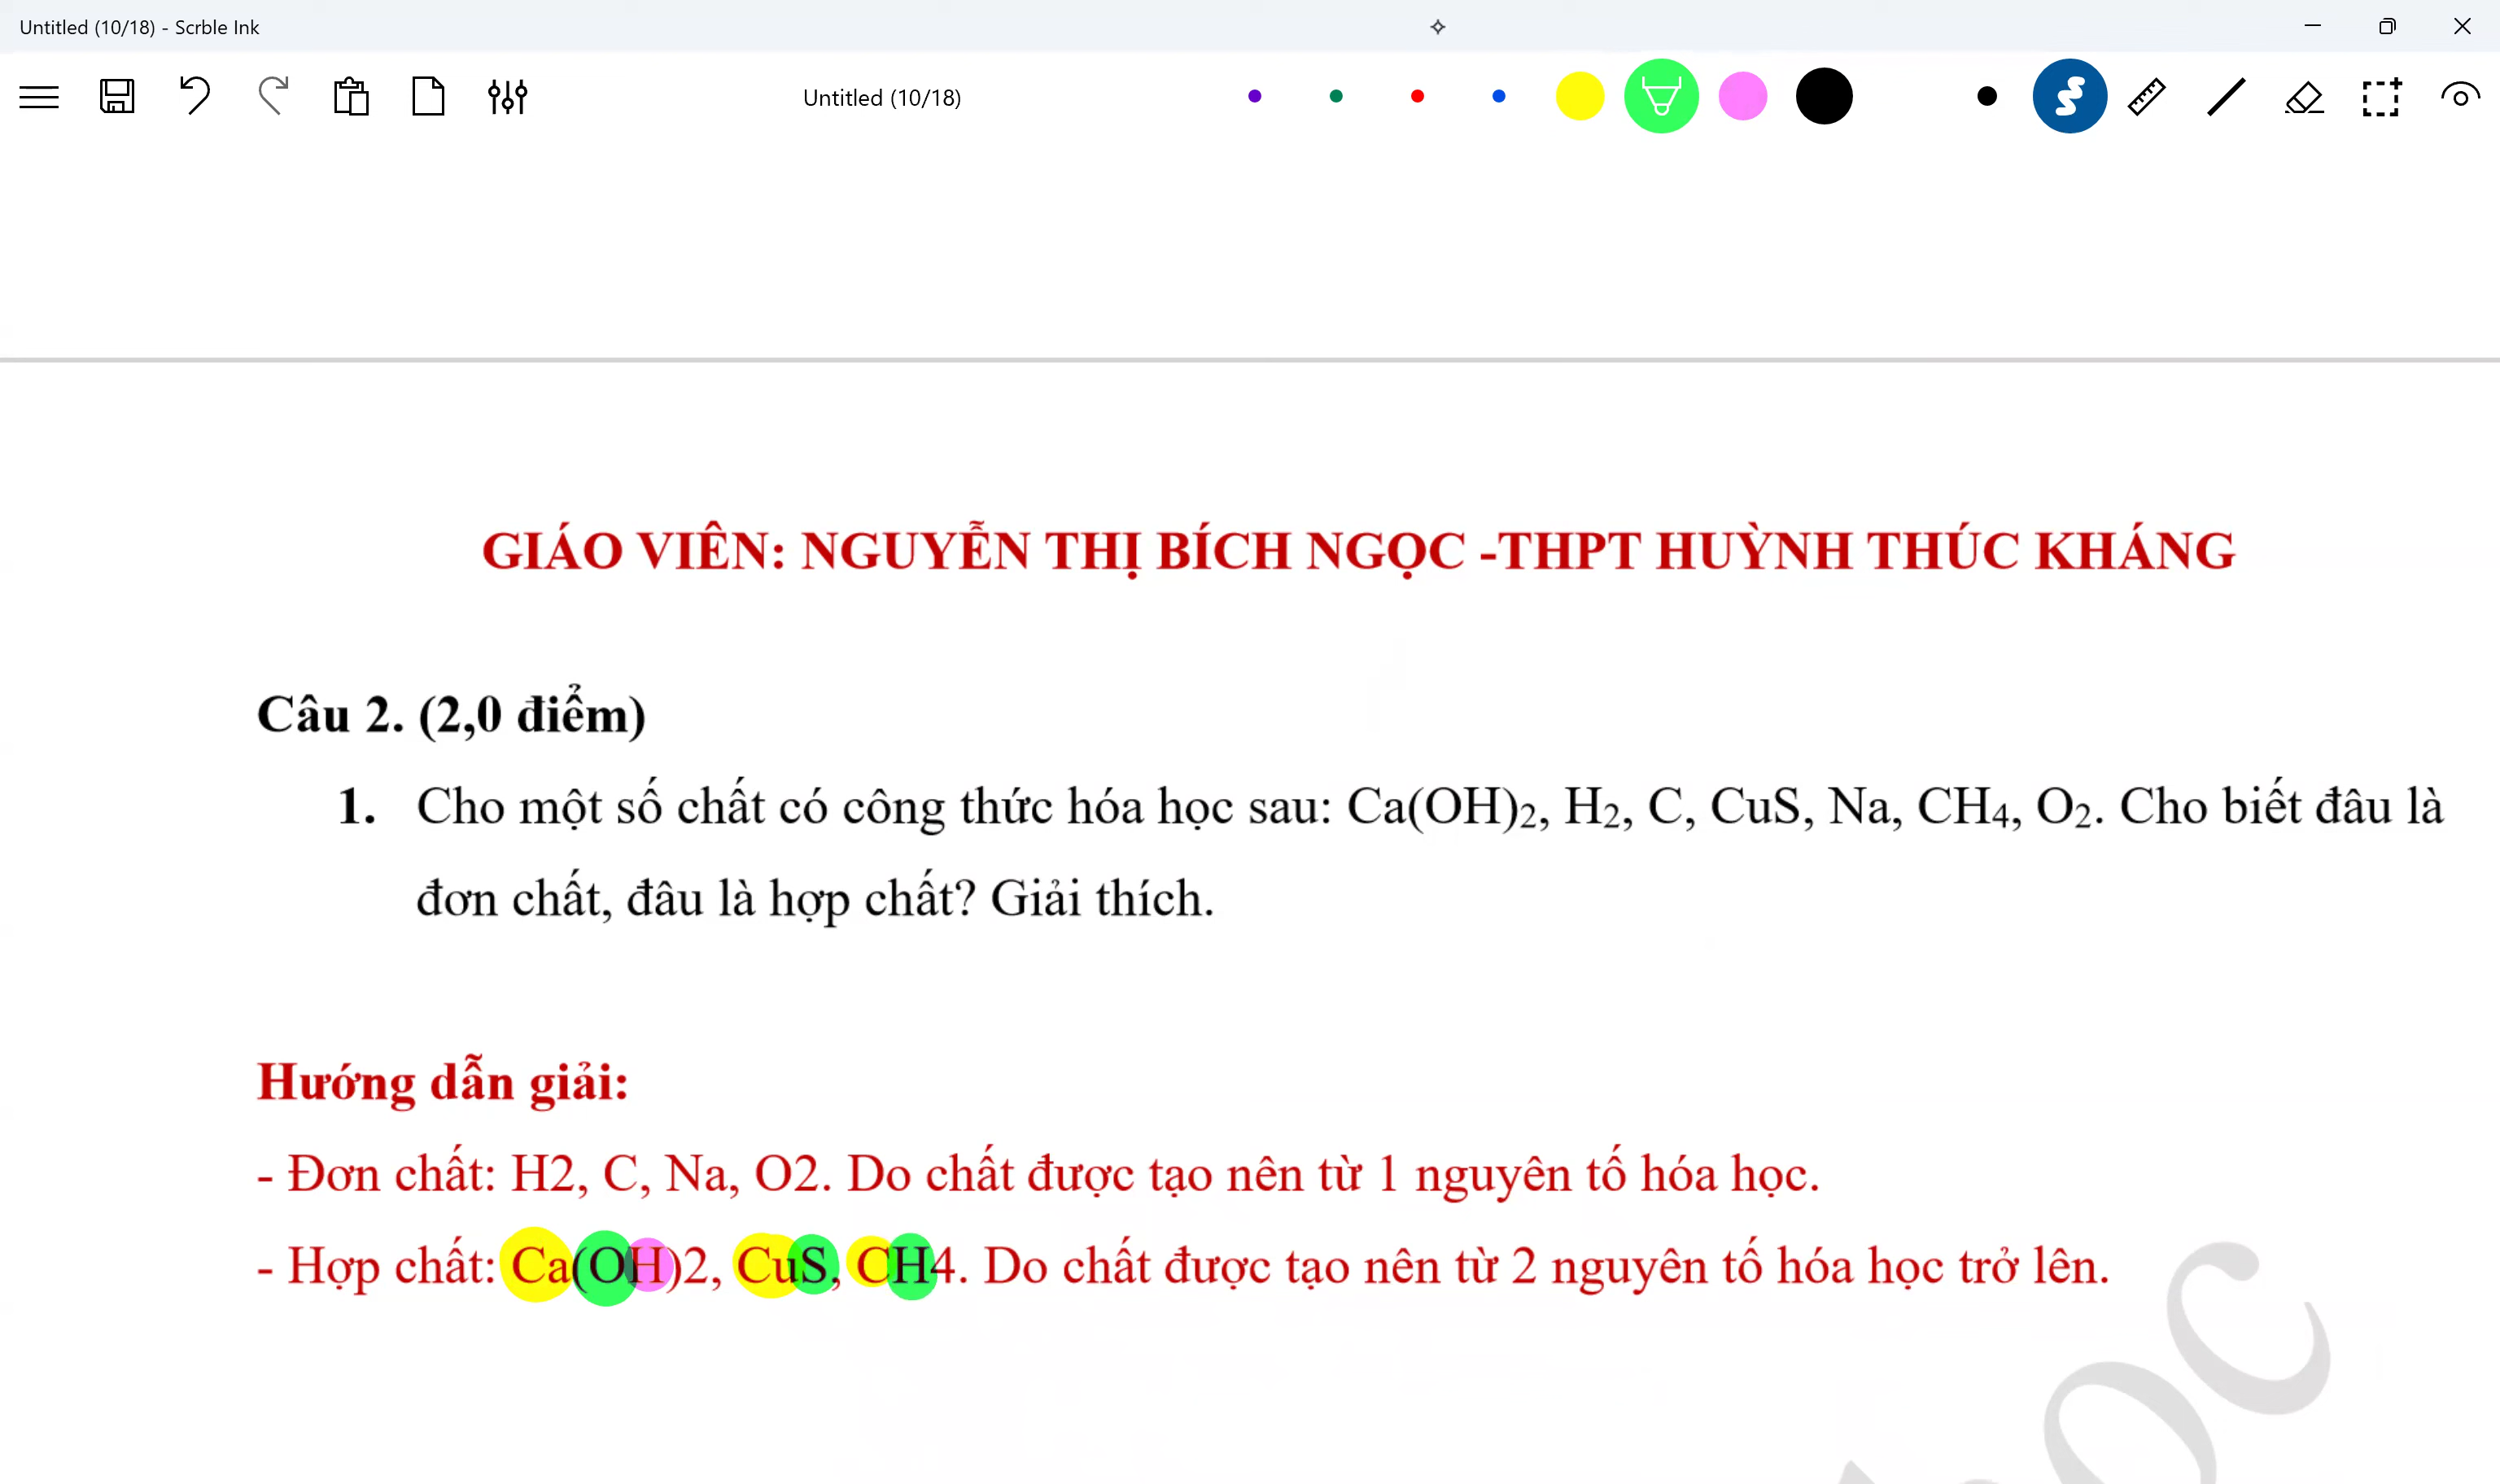 Untitled (10/18) - Scrble Ink
Untitled (10/18)
GIÁO VIÊN: NGUYỄN THỊ BÍCH NGỌC -THPT HUỲNH THÚC KHÁNG
Câu 2. (2,0 điểm)
1. Cho một số chất có công thức hóa học sau: Ca(OH)₂, H₂, C, CuS, Na, CH₄, O₂. Cho biết đâu là
đơn chất, đâu là hợp chất? Giải thích.
Hướng dẫn giải:
- Đơn chất: H2, C, Na, O2. Do chất được tạo nên từ 1 nguyên tố hóa học.
- Hợp chất: Ca(OH)2, CuS, CH4. Do chất được tạo nên từ 2 nguyên tố hóa học trở lên.